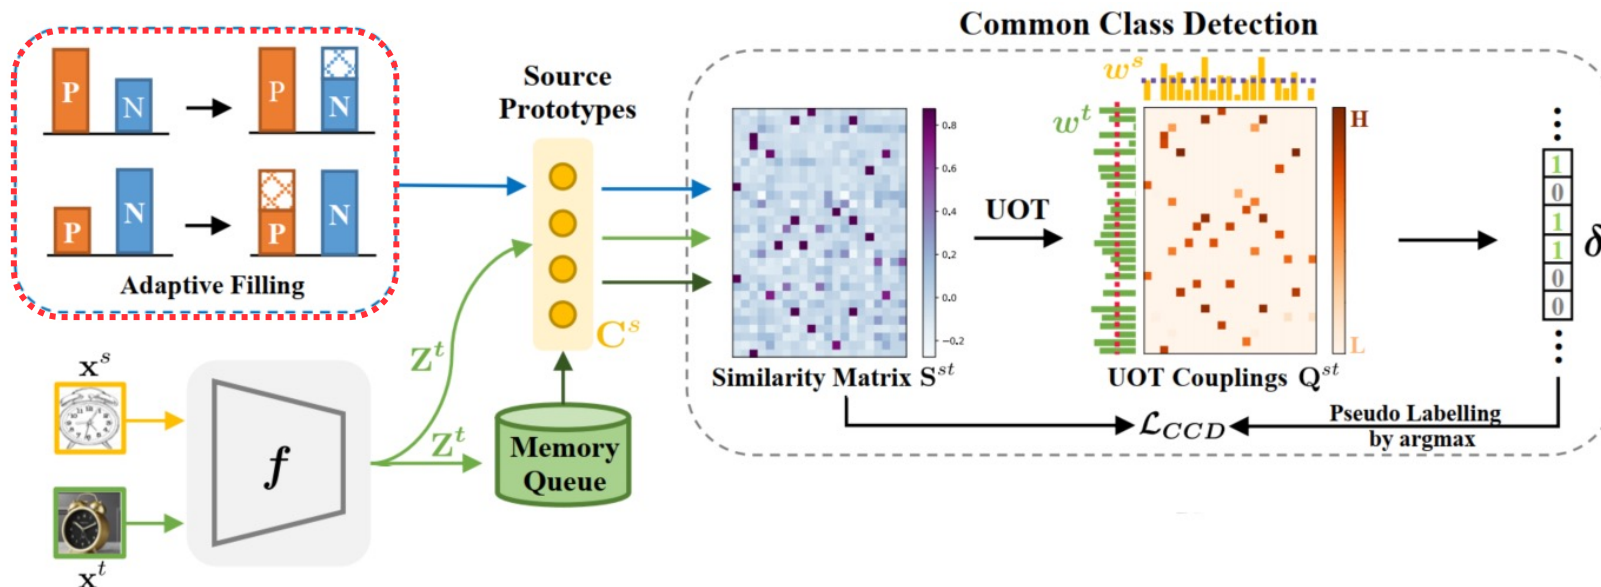 Common Class Detection
P
N
P
N
P
N
P
N
Adaptive Filling
Source
Prototypes
C^s
x^s
x^t
f
Z^t
Z^t
Memory
Queue
0.8
0.6
0.4
0.2
0.0
−0.2
Similarity Matrix S^{st}
UOT
w^s
w^t
H
L
UOT Couplings Q^{st}
1
0
1
1
0
0
δ
𝓛_{CCD}
Pseudo Labelling
by argmax